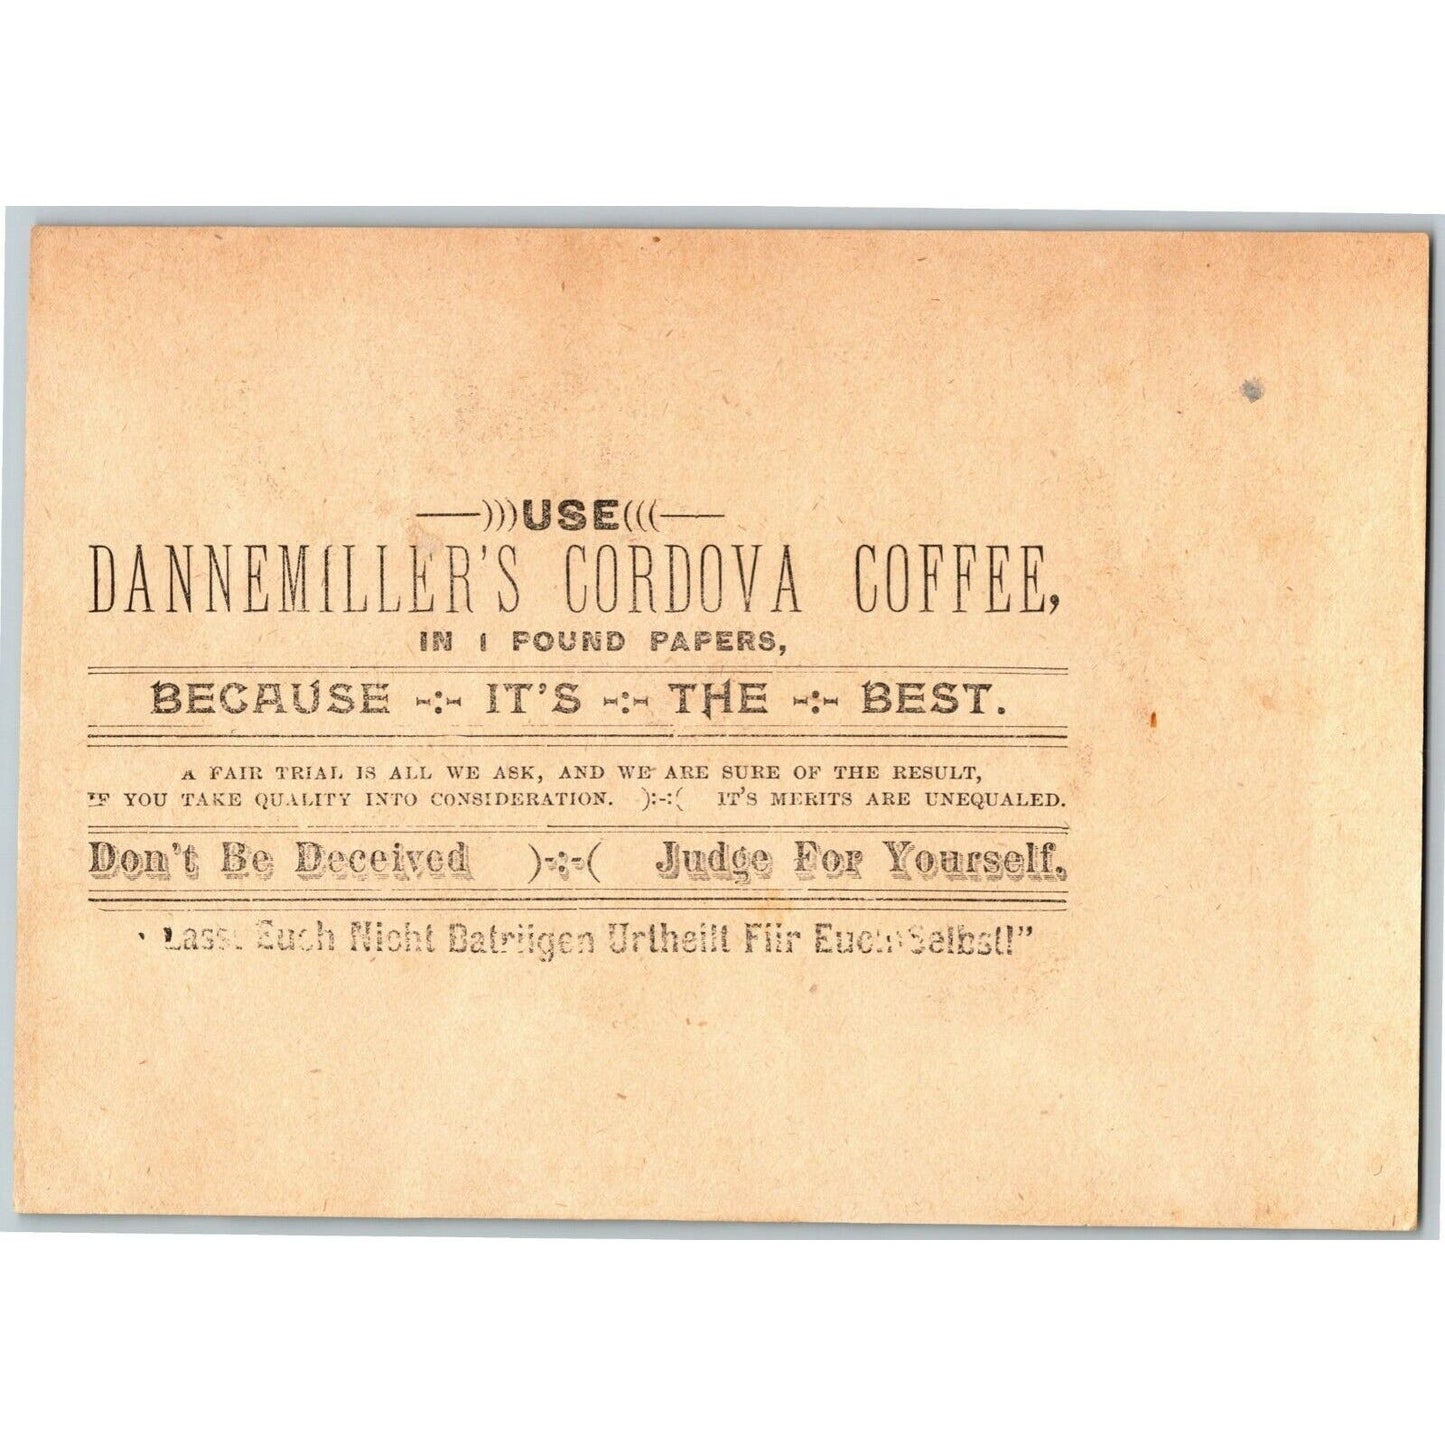 —)))USE(((—
DANNEMILLER'S CORDOVA COFFEE,
IN 1 POUND PAPERS,
BECAUSE -:- IT'S -:- THE -:- BEST.
A FAIR TRIAL IS ALL WE ASK, AND WE ARE SURE OF THE RESULT,
IF YOU TAKE QUALITY INTO CONSIDERATION. ):-:( IT'S MERITS ARE UNEQUALED.
Don't Be Deceived )-:-( Judge For Yourself.
Lasst Euch Nicht Batriigen Urtheilt Fiir Euch Selbst!"